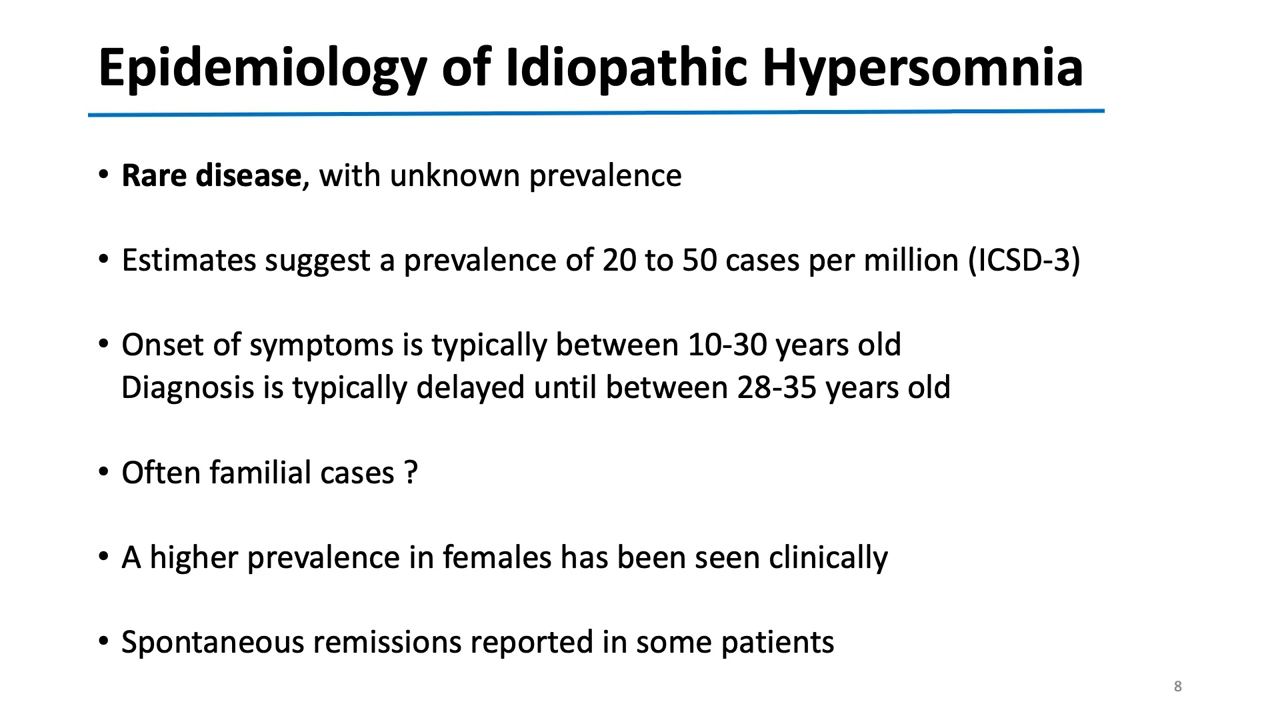 Epidemiology of Idiopathic Hypersomnia
• Rare disease, with unknown prevalence
• Estimates suggest a prevalence of 20 to 50 cases per million (ICSD-3)
• Onset of symptoms is typically between 10-30 years old
Diagnosis is typically delayed until between 28-35 years old
• Often familial cases ?
• A higher prevalence in females has been seen clinically
• Spontaneous remissions reported in some patients
8